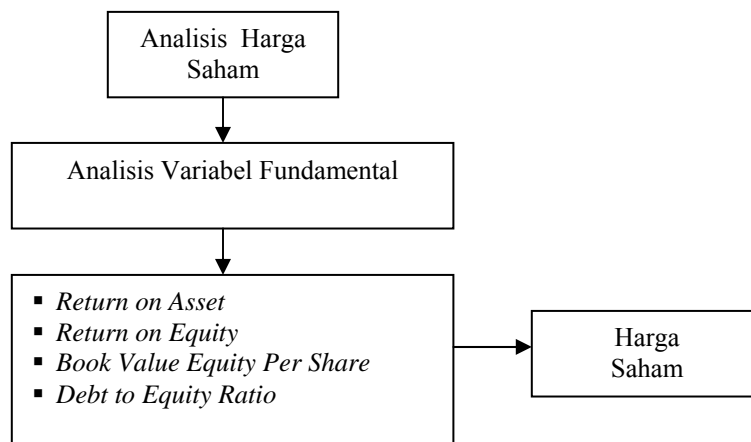 Analisis Harga
Saham
Analisis Variabel Fundamental
▪ Return on Asset
▪ Return on Equity
▪ Book Value Equity Per Share
▪ Debt to Equity Ratio
Harga
Saham